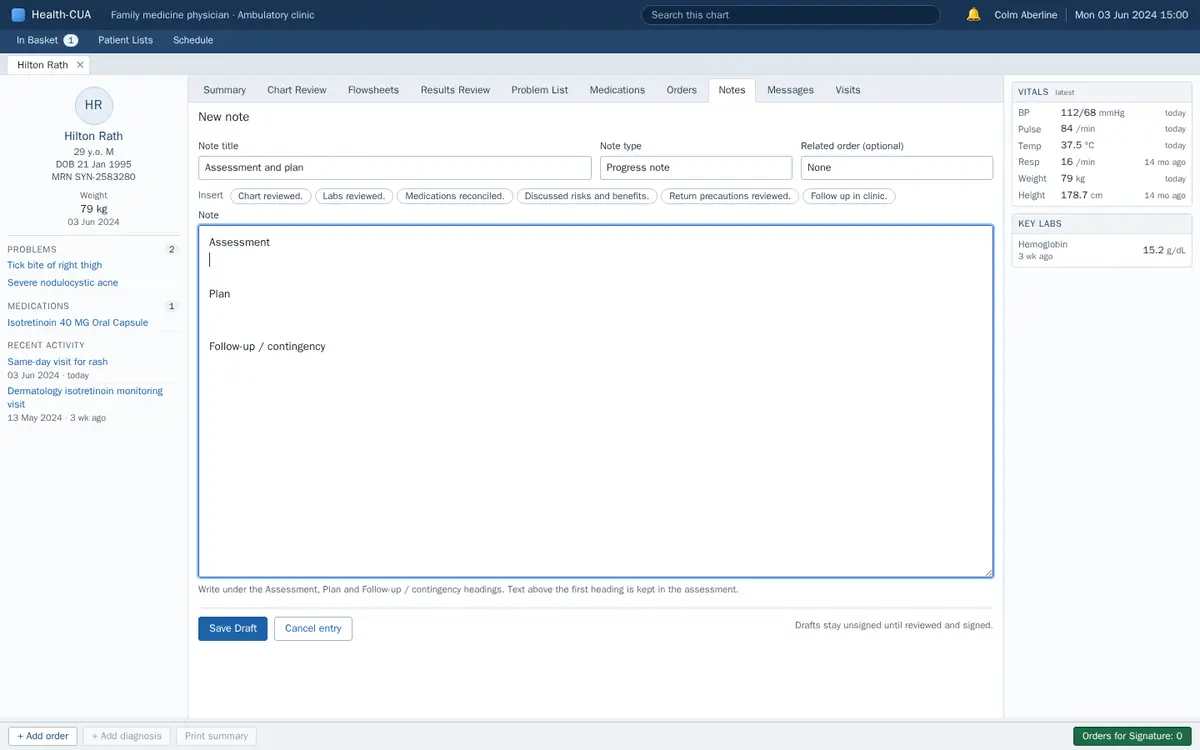 Health-CUA Family medicine physician · Ambulatory clinic Search this chart Colm Aberline Mon 03 Jun 2024 15:00
In Basket 1 Patient Lists Schedule
Hilton Rath ✕
HR
Hilton Rath
29 y.o. M
DOB 21 Jan 1995
MRN SYN-2583280
Weight
79 kg
03 Jun 2024
PROBLEMS 2
Tick bite of right thigh
Severe nodulocystic acne
MEDICATIONS 1
Isotretinoin 40 MG Oral Capsule
RECENT ACTIVITY
Same-day visit for rash
03 Jun 2024 · today
Dermatology isotretinoin monitoring
visit
13 May 2024 · 3 wk ago
Summary Chart Review Flowsheets Results Review Problem List Medications Orders Notes Messages Visits
New note
Note title Note type Related order (optional)
Assessment and plan Progress note None
Insert Chart reviewed. Labs reviewed. Medications reconciled. Discussed risks and benefits. Return precautions reviewed. Follow up in clinic.
Note
Assessment
Plan
Follow-up / contingency
Write under the Assessment, Plan and Follow-up / contingency headings. Text above the first heading is kept in the assessment.
Save Draft Cancel entry Drafts stay unsigned until reviewed and signed.
VITALS latest
BP 112/68 mmHg today
Pulse 84 /min today
Temp 37.5 °C today
Resp 16 /min 14 mo ago
Weight 79 kg today
Height 178.7 cm 14 mo ago
KEY LABS
Hemoglobin 15.2 g/dL
3 wk ago
+ Add order + Add diagnosis Print summary Orders for Signature: 0